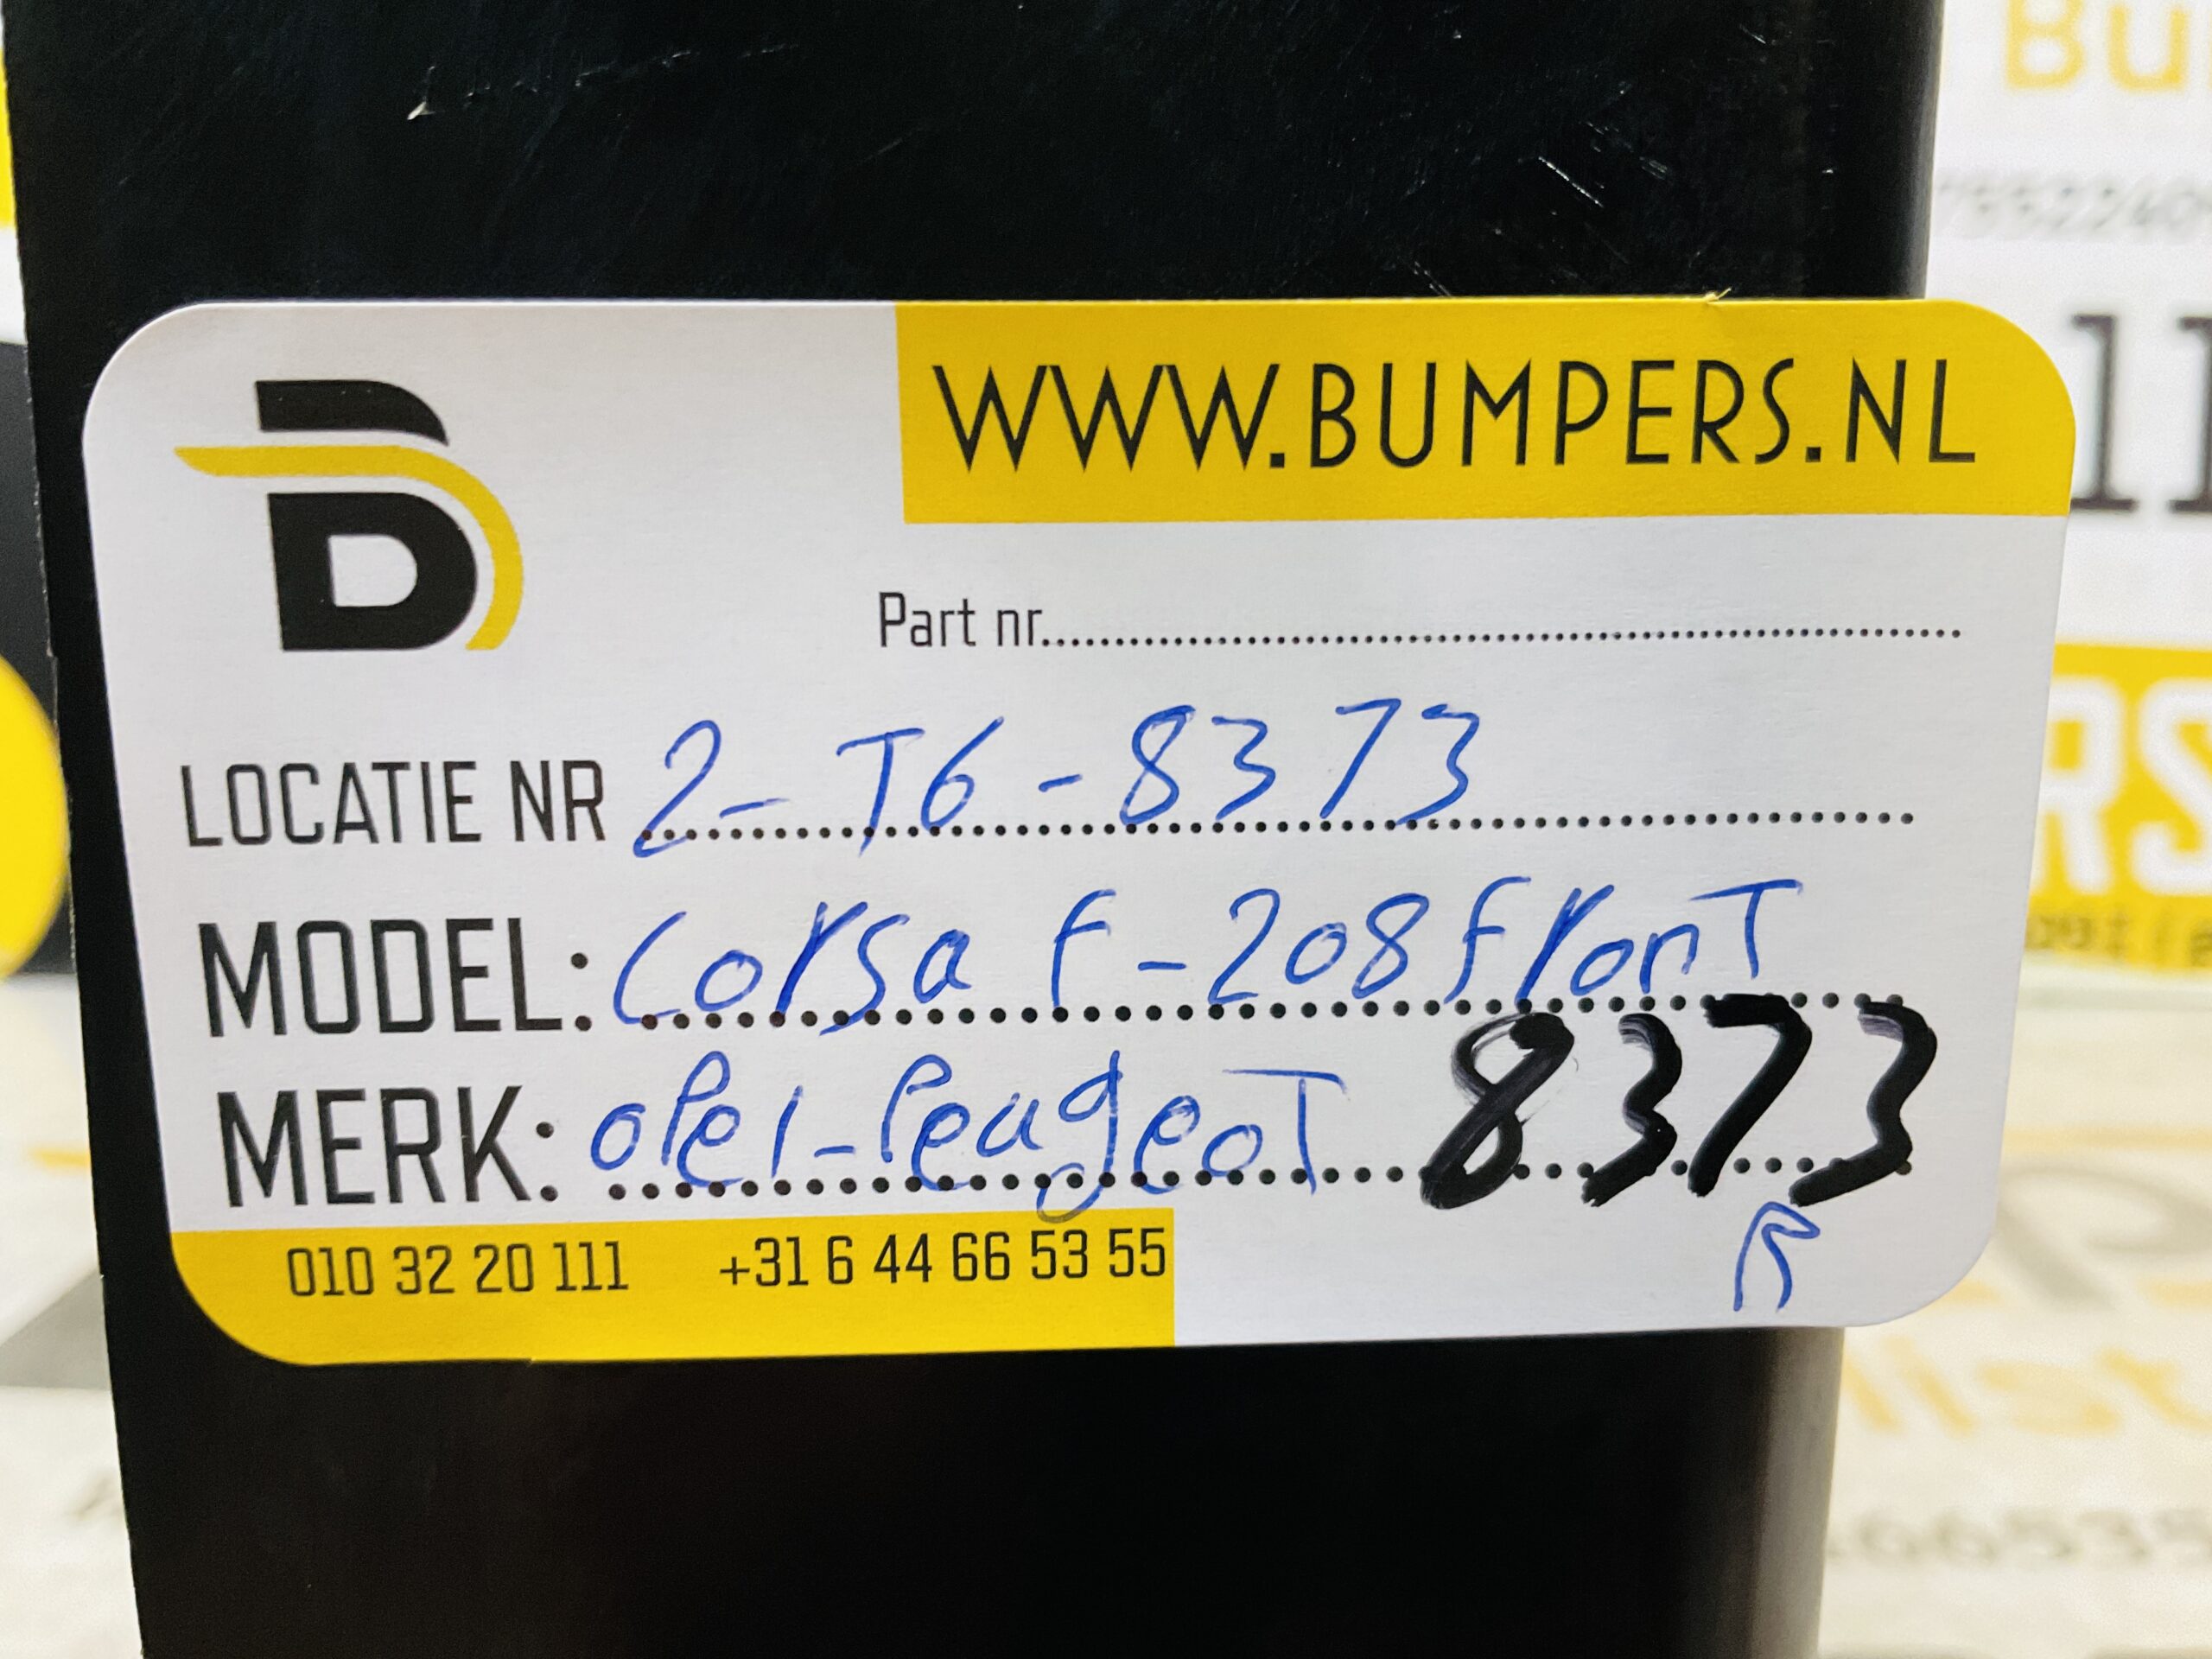 WWW.BUMPERS.NL
Part nr......................
LOCATIE NR 2-T6-8373
MODEL: Corsa F-208 fronT
MERK: oPel-PeugeoT 8373
R
010 32 20 111 +31 6 44 66 53 55